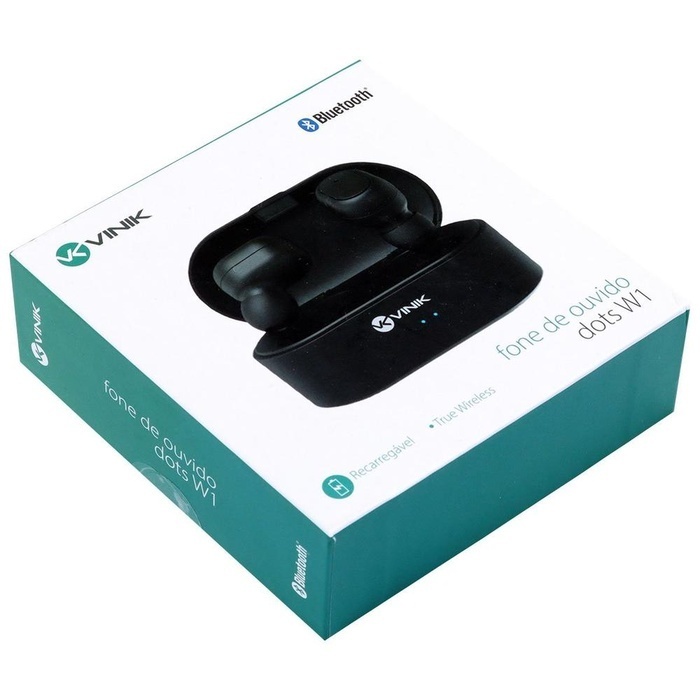 Bluetooth®
VINIK
VINIK
fone de ouvido
dots W1
Recarregável
• True Wireless
VINIK
fone de ouvido
dots W1
Bluetooth®